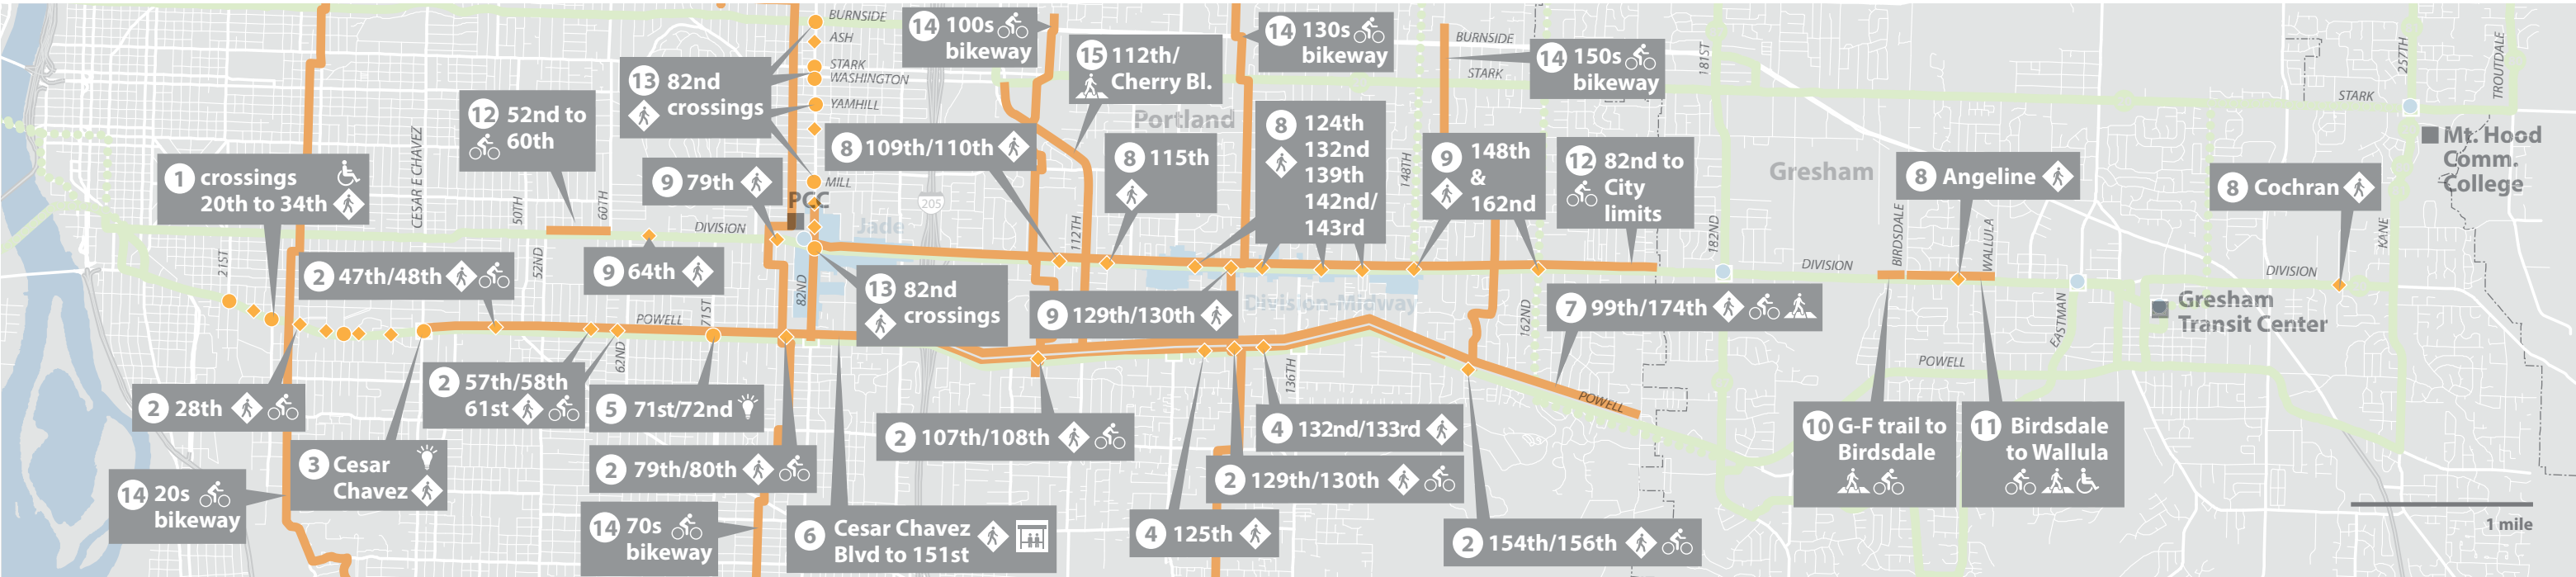 BURNSIDE
ASH
STARK
WASHINGTON
YAMHILL
MILL
14 100s
bikeway
15 112th/
Cherry Bl.
14 130s
bikeway
BURNSIDE
STARK
14 150s
bikeway
181ST
257TH
TROUTDALE
STARK
13 82nd
crossings
12 52nd to
60th
CESAR E CHAVEZ
Portland
8 109th/110th
8 115th
8 124th
132nd
139th
142nd/
143rd
148TH
9 148th
&
162nd
12 82nd to
City
limits
Gresham
8 Angeline
8 Cochran
Mt. Hood
Comm.
College
1 crossings
20th to 34th
9 79th
PCC
205
50TH
60TH
DIVISION
Jade
112TH
182ND
BIRDSDALE
WALLULA
KANE
21ST
52ND
2 47th/48th
9 64th
82ND
13 82nd
crossings
9 129th/130th
Division-Midway
162ND
7 99th/174th
DIVISION
EASTMAN
DIVISION
Gresham
Transit Center
POWELL
71ST
62ND
136TH
POWELL
POWELL
2 28th
2 57th/58th
61st
5 71st/72nd
2 107th/108th
4 132nd/133rd
10 G-F trail to
Birdsdale
11 Birdsdale
to Wallula
3 Cesar
Chavez
2 79th/80th
2 129th/130th
14 20s
bikeway
14 70s
bikeway
6 Cesar Chavez
Blvd to 151st
4 125th
2 154th/156th
1 mile